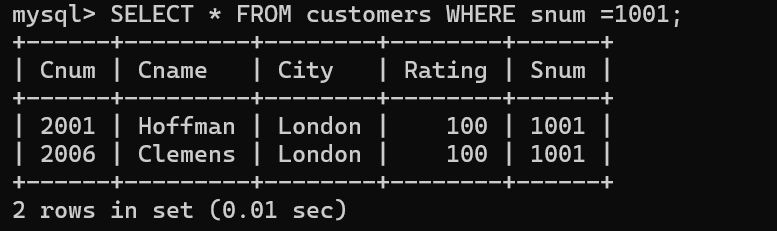 mysql> SELECT * FROM customers WHERE snum =1001;
+------+---------+--------+--------+------+
| Cnum | Cname   | City   | Rating | Snum |
+------+---------+--------+--------+------+
| 2001 | Hoffman | London |    100 | 1001 |
| 2006 | Clemens | London |    100 | 1001 |
+------+---------+--------+--------+------+
2 rows in set (0.01 sec)